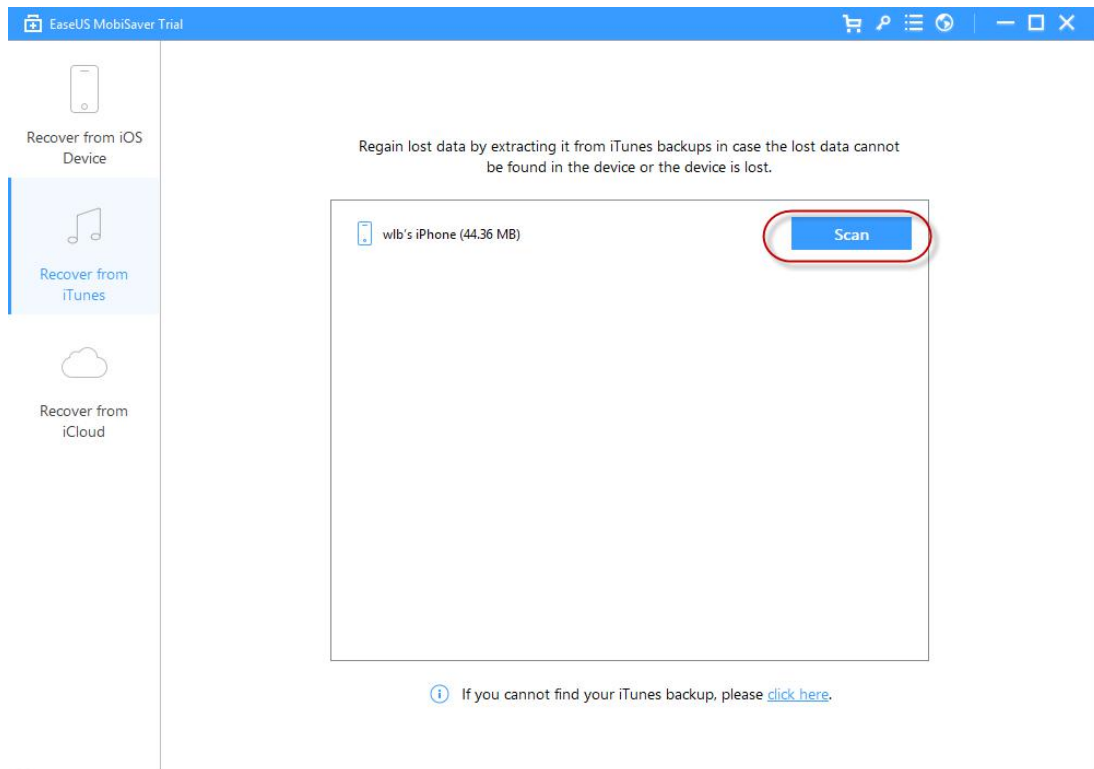 EaseUS MobiSaver Trial
Recover from iOS
Device
Recover from
iTunes
Recover from
iCloud
Regain lost data by extracting it from iTunes backups in case the lost data cannot
be found in the device or the device is lost.
wlb's iPhone (44.36 MB)
Scan
If you cannot find your iTunes backup, please click here.